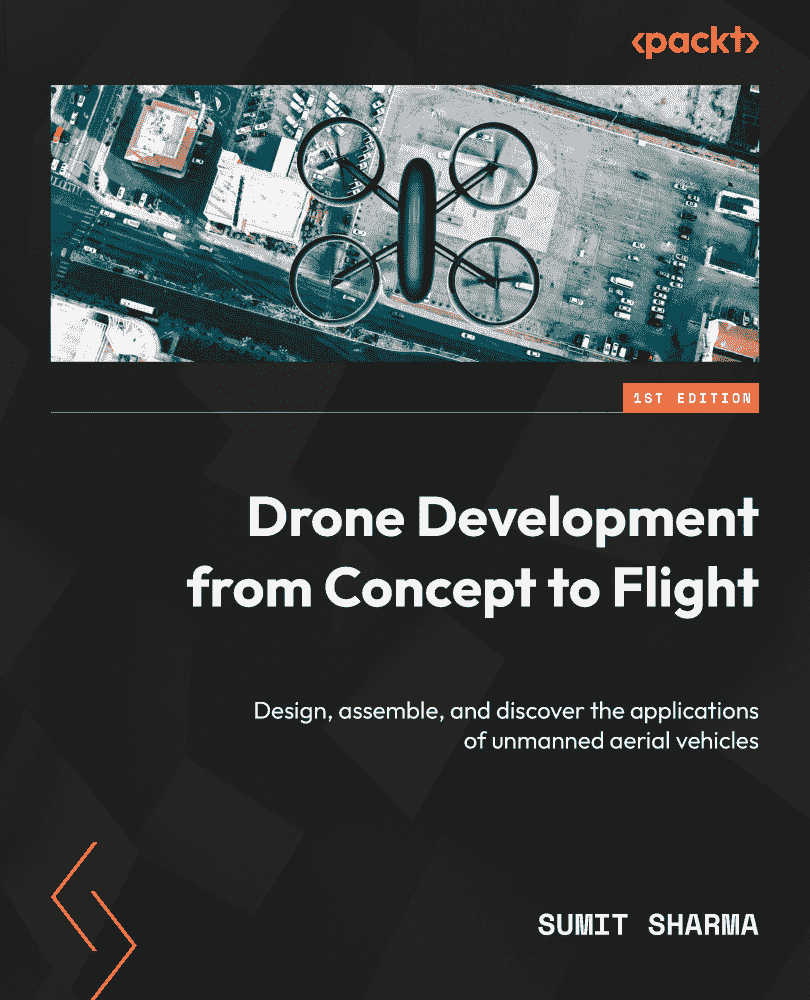 <packt>
1ST EDITION
Drone Development
from Concept to Flight
Design, assemble, and discover the applications
of unmanned aerial vehicles
SUMIT SHARMA